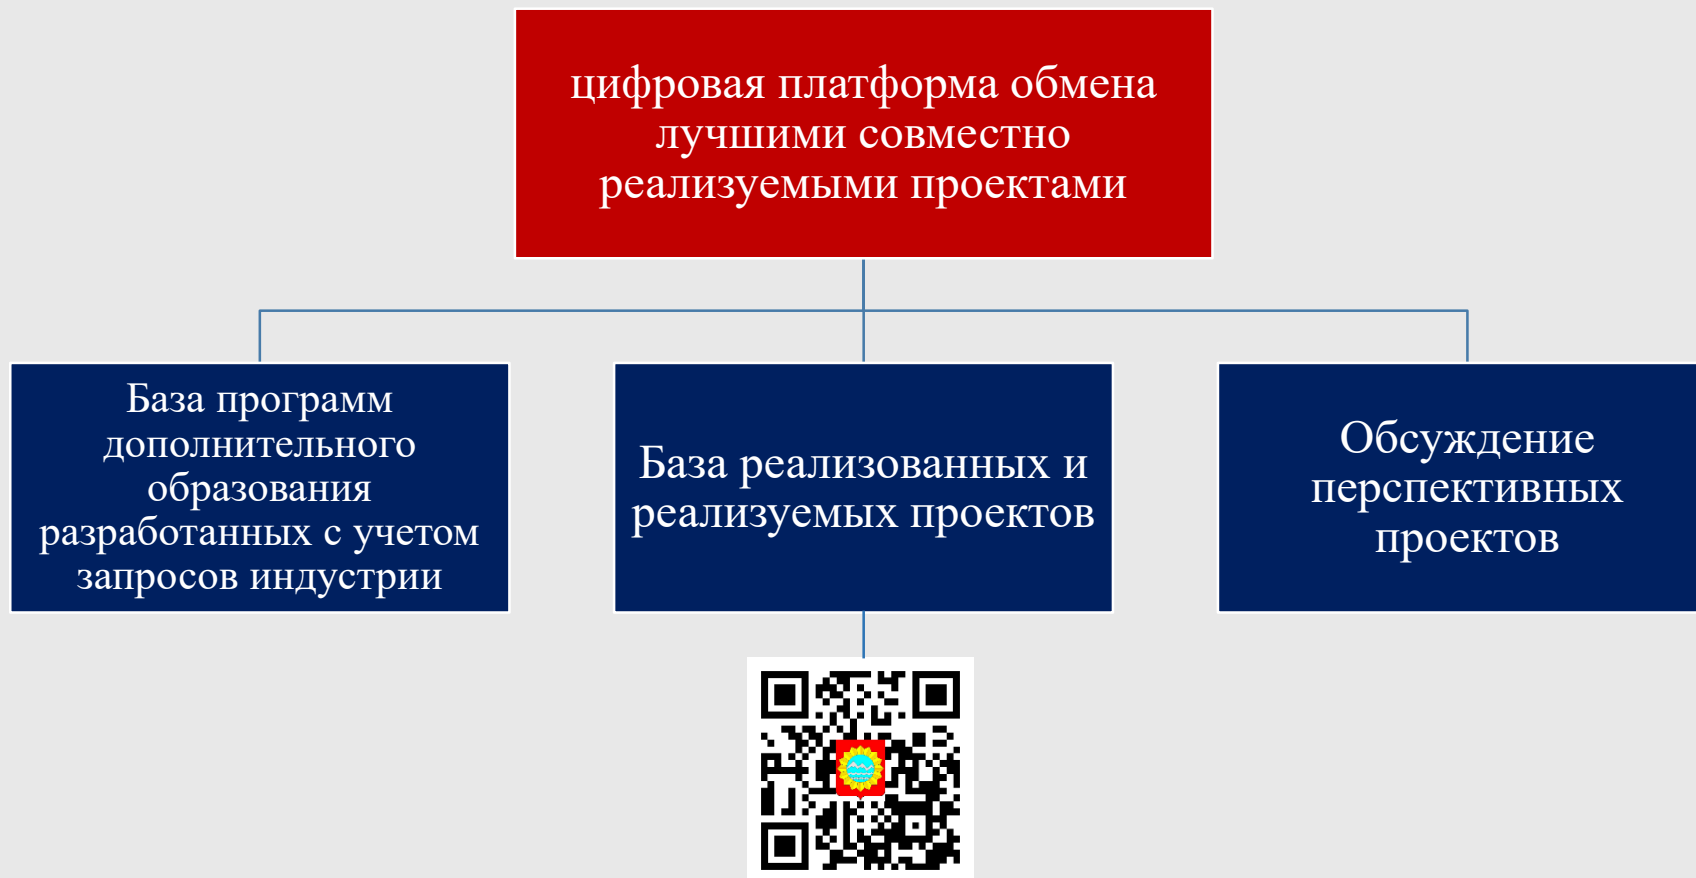 цифровая платформа обмена
лучшими совместно
реализуемыми проектами
База программ
дополнительного
образования
разработанных с учетом
запросов индустрии
База реализованных и
реализуемых проектов
Обсуждение
перспективных
проектов